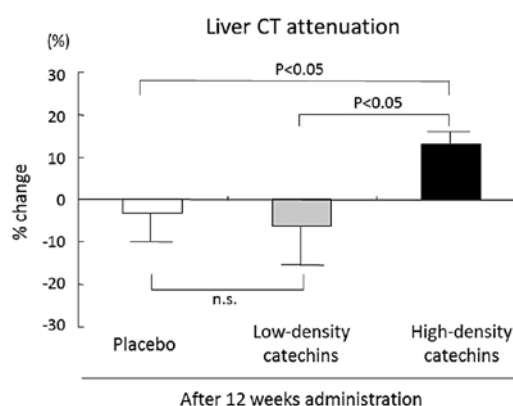 Liver CT attenuation
(%)
30
20
10
0
-10
-20
-30
% change
P<0.05
P<0.05
n.s.
Placebo
Low-density
catechins
High-density
catechins
After 12 weeks administration